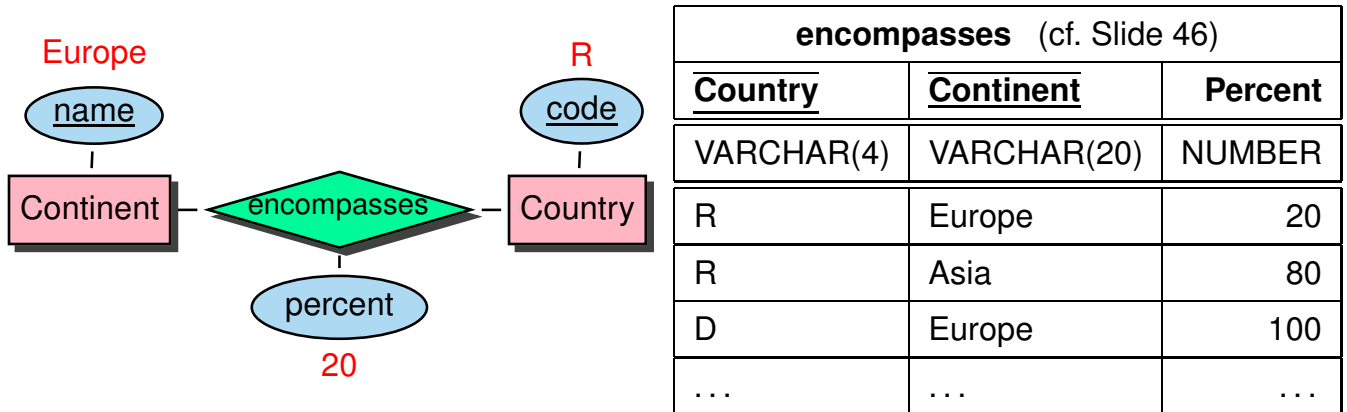 Europe
R
name
code
Continent
encompasses
Country
percent
20
encompasses (cf. Slide 46)
Country Continent Percent
VARCHAR(4) VARCHAR(20) NUMBER
R Europe 20
R Asia 80
D Europe 100
. . . . . . . . .